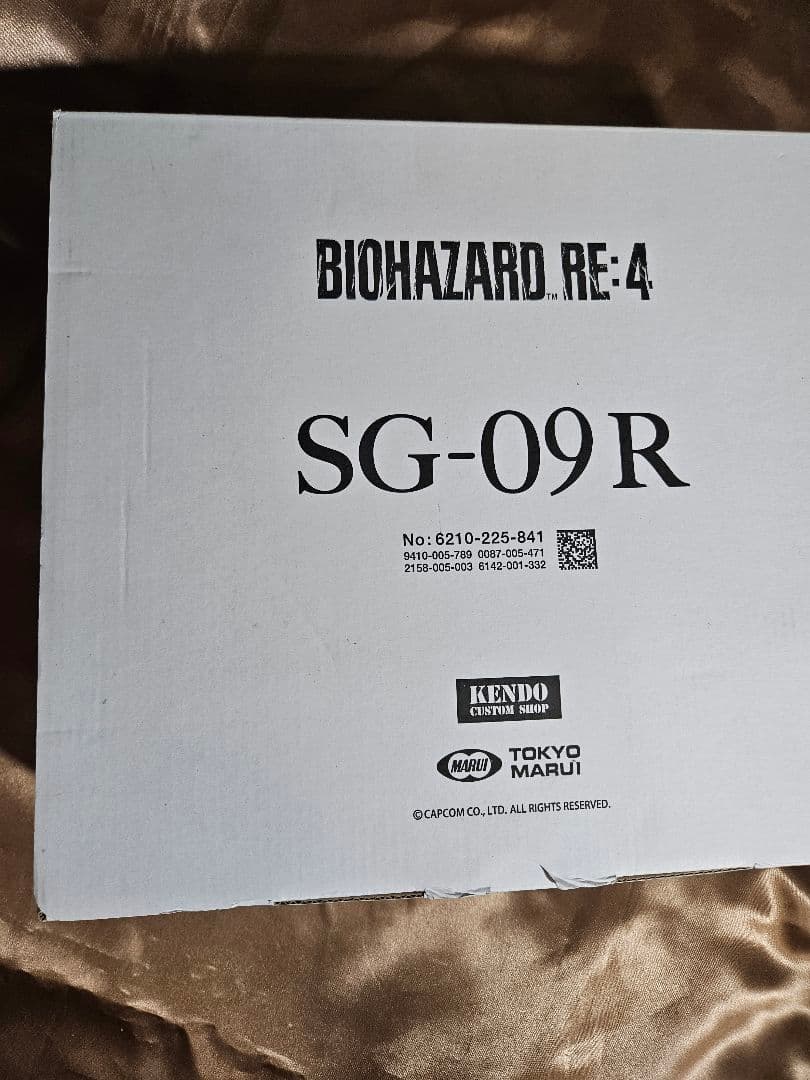 BIOHAZARD™ RE:4
SG-09 R
No: 6210-225-841
9410-005-789 0087-005-471
2158-005-003 6142-001-332
KENDO
CUSTOM SHOP
MARUI
TOKYO
MARUI
©CAPCOM CO., LTD. ALL RIGHTS RESERVED.